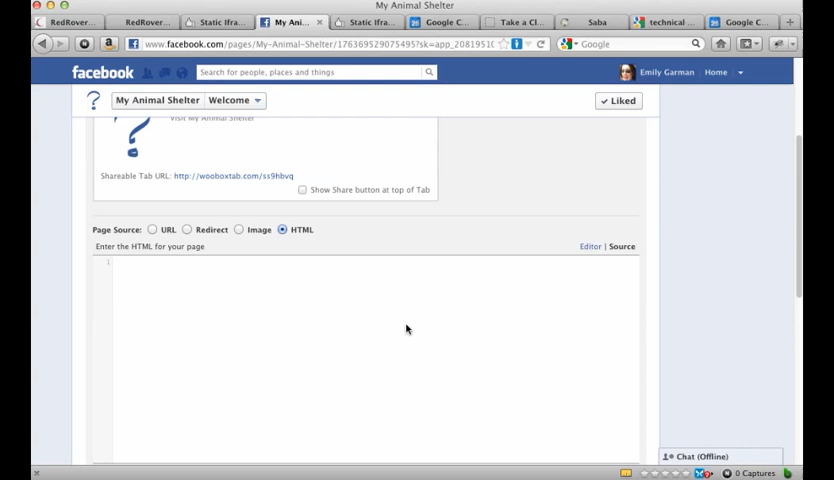 My Animal Shelter
RedRover... RedRover... Static Ifra... My Ani... Static Ifra... Google C... Take a Cl... Saba technical ... Google C...
www.facebook.com/pages/My-Animal-Shelter/176369529075495?sk=app_20819510 Google
facebook Search for people, places and things Emily Garman Home
? My Animal Shelter Welcome Liked
Visit My Animal Shelter
?
Shareable Tab URL: http://wooboxtab.com/ss9hbvq
Show Share button at top of Tab
Page Source: URL Redirect Image HTML
Enter the HTML for your page Editor | Source
1
Chat (Offline)
0 Captures